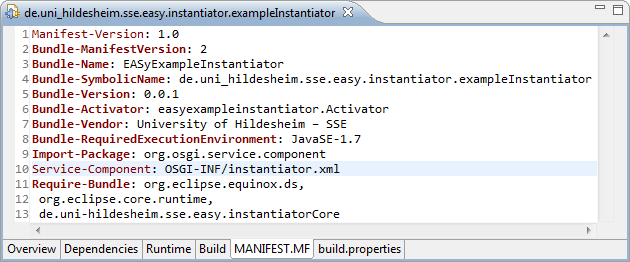 de.uni_hildesheim.sse.easy.instantiator.exampleInstantiator
1 Manifest-Version: 1.0
2 Bundle-ManifestVersion: 2
3 Bundle-Name: EASyExampleInstantiator
4 Bundle-SymbolicName: de.uni_hildesheim.sse.easy.instantiator.exampleInstantiator
5 Bundle-Version: 0.0.1
6 Bundle-Activator: easyexampleinstantiator.Activator
7 Bundle-Vendor: University of Hildesheim – SSE
8 Bundle-RequiredExecutionEnvironment: JavaSE-1.7
9 Import-Package: org.osgi.service.component
10 Service-Component: OSGI-INF/instantiator.xml
11 Require-Bundle: org.eclipse.equinox.ds,
12 org.eclipse.core.runtime,
13 de.uni-hildesheim.sse.easy.instantiatorCore
Overview Dependencies Runtime Build MANIFEST.MF build.properties